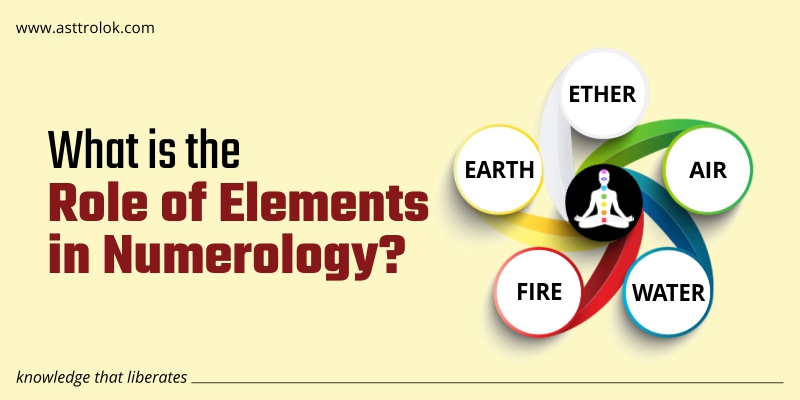 www.asttrolok.com
What is the
Role of Elements
in Numerology?
ETHER
EARTH
AIR
FIRE
WATER
knowledge that liberates